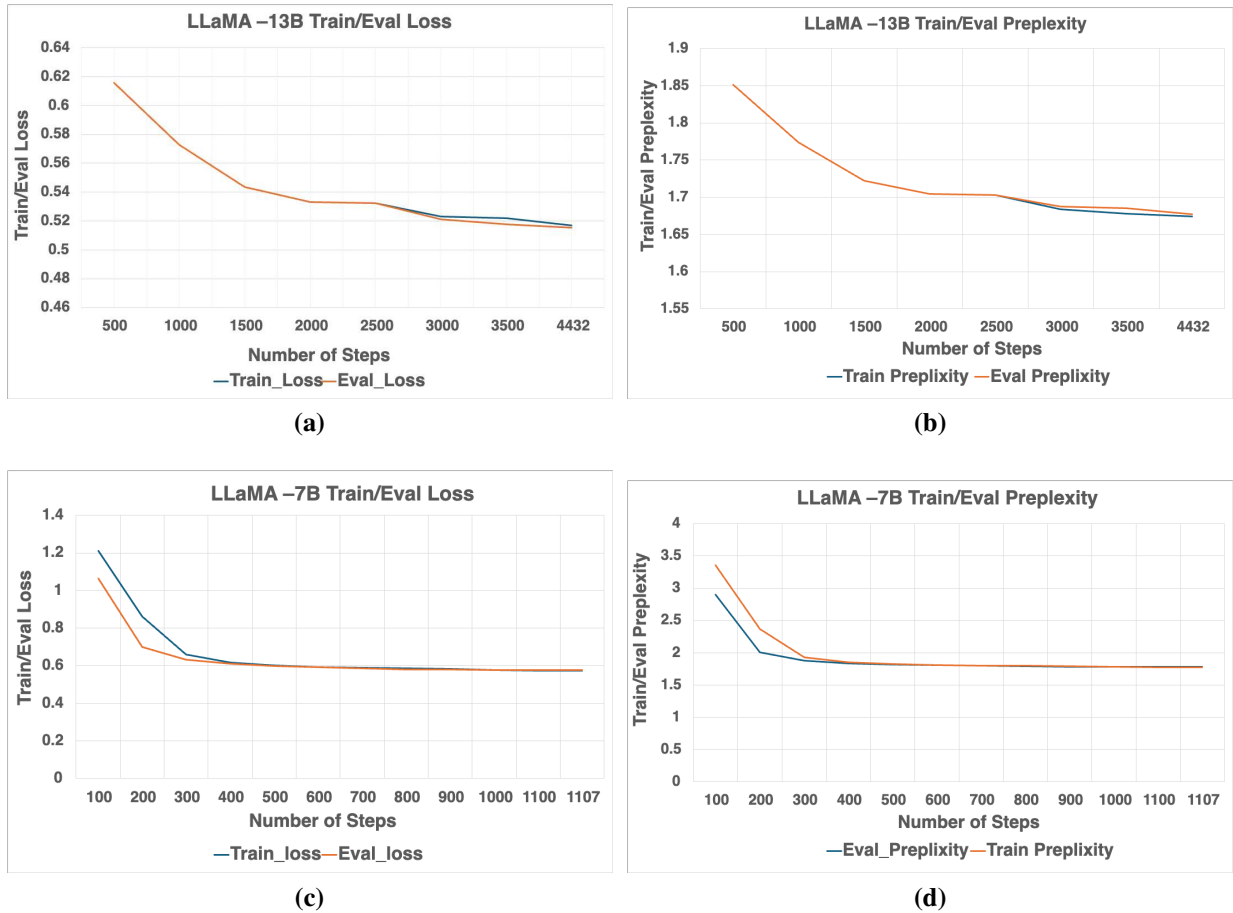 LLaMA –13B Train/Eval Loss
Train/Eval Loss
0.64
0.62
0.6
0.58
0.56
0.54
0.52
0.5
0.48
0.46
500 1000 1500 2000 2500 3000 3500 4432
Number of Steps
Train_Loss Eval_Loss
(a)
LLaMA –13B Train/Eval Preplexity
Train/Eval Preplexity
1.9
1.85
1.8
1.75
1.7
1.65
1.6
1.55
500 1000 1500 2000 2500 3000 3500 4432
Number of Steps
Train Preplixity Eval Preplixity
(b)
LLaMA –7B Train/Eval Loss
Train/Eval Loss
1.4
1.2
1
0.8
0.6
0.4
0.2
0
100 200 300 400 500 600 700 800 900 1000 1100 1107
Number of Steps
Train_loss Eval_loss
(c)
LLaMA –7B Train/Eval Preplexity
Train/Eval Preplexity
4
3.5
3
2.5
2
1.5
1
0.5
0
100 200 300 400 500 600 700 800 900 1000 1100 1107
Number of Steps
Eval_Preplixity Train Preplixity
(d)